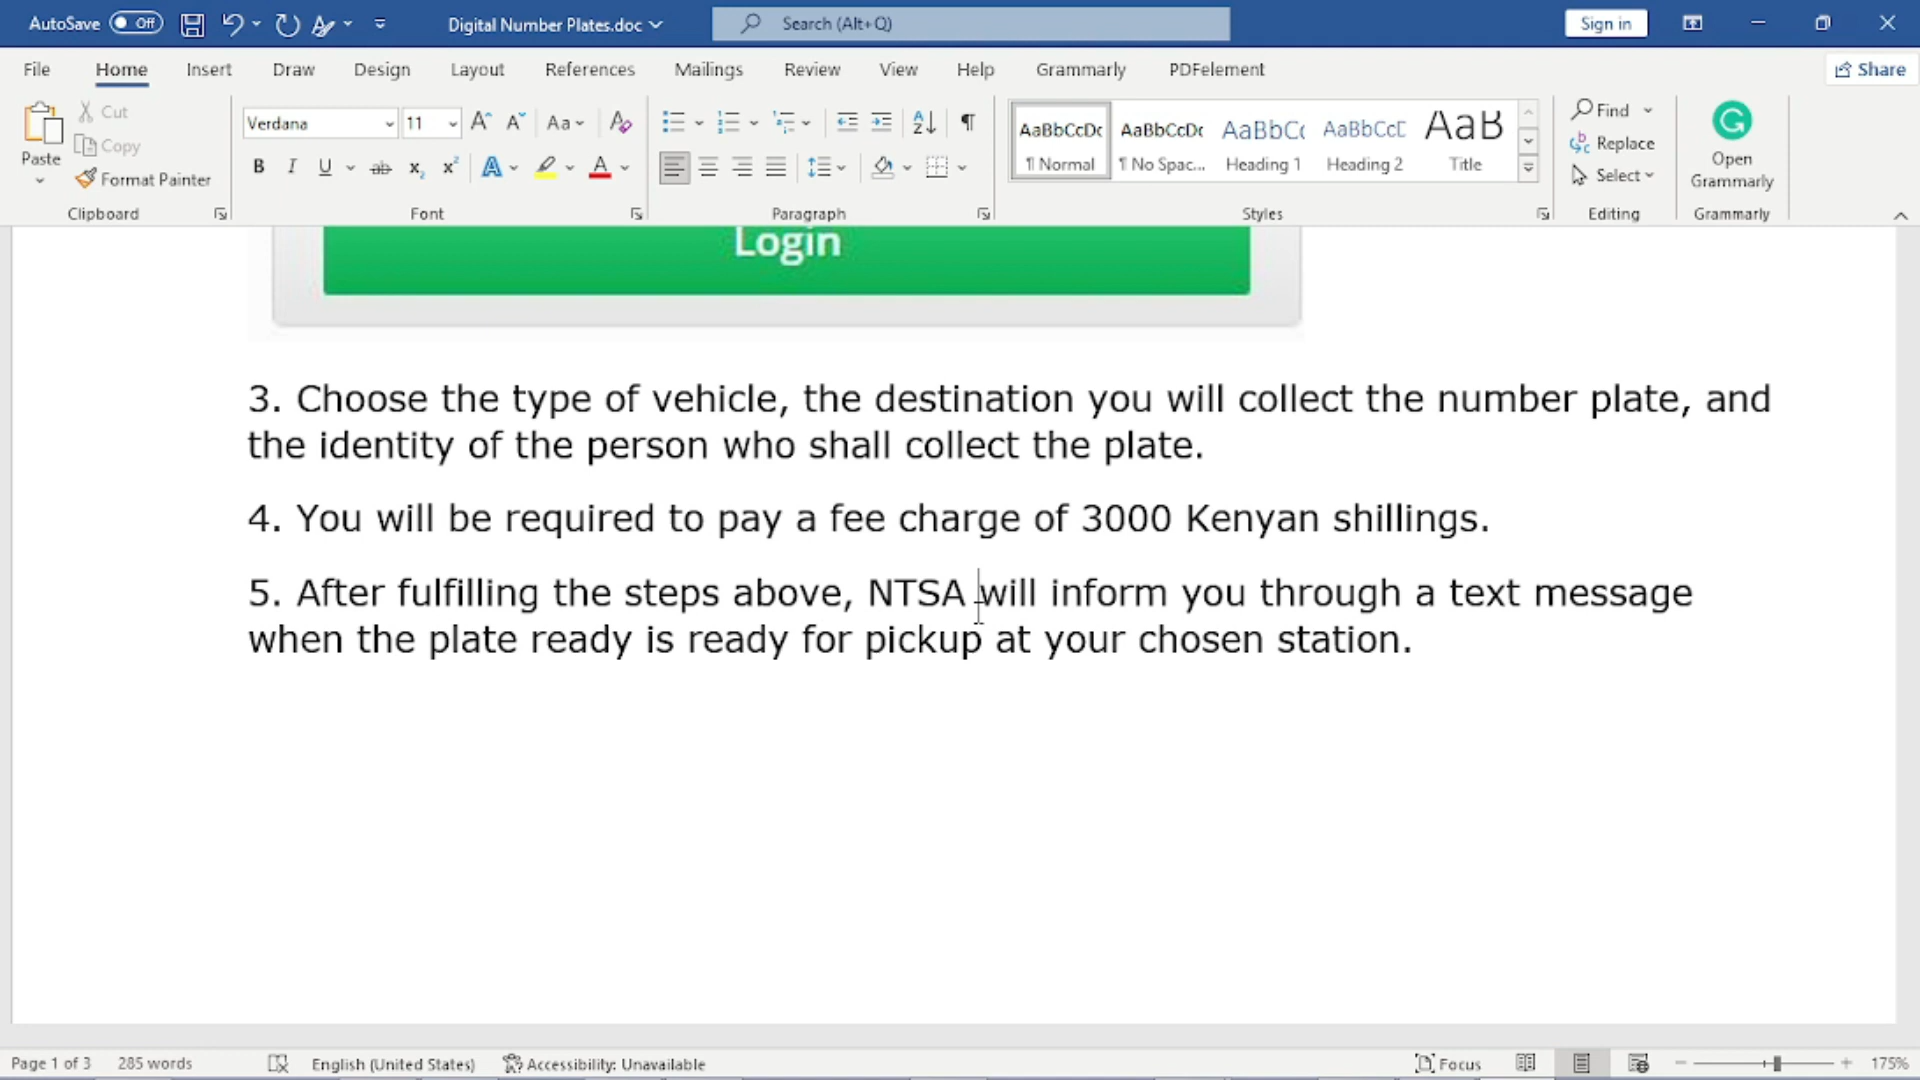 AutoSave Off Digital Number Plates.doc Search (Alt+Q) Sign in
File Home Insert Draw Design Layout References Mailings Review View Help Grammarly PDFelement Share
Paste
Cut
Copy
Format Painter
Clipboard
Verdana 11
Aa
B I U ab x₂ x² A A
Font
Paragraph
AaBbCcDc AaBbCcDc AaBbCc AaBbCcD AaB
¶ Normal ¶ No Spac... Heading 1 Heading 2 Title
Styles
Find
Replace
Select
Editing
Open
Grammarly
Grammarly
Login
3. Choose the type of vehicle, the destination you will collect the number plate, and
the identity of the person who shall collect the plate.
4. You will be required to pay a fee charge of 3000 Kenyan shillings.
5. After fulfilling the steps above, NTSA will inform you through a text message
when the plate ready is ready for pickup at your chosen station.
Page 1 of 3 285 words English (United States) Accessibility: Unavailable Focus 175%